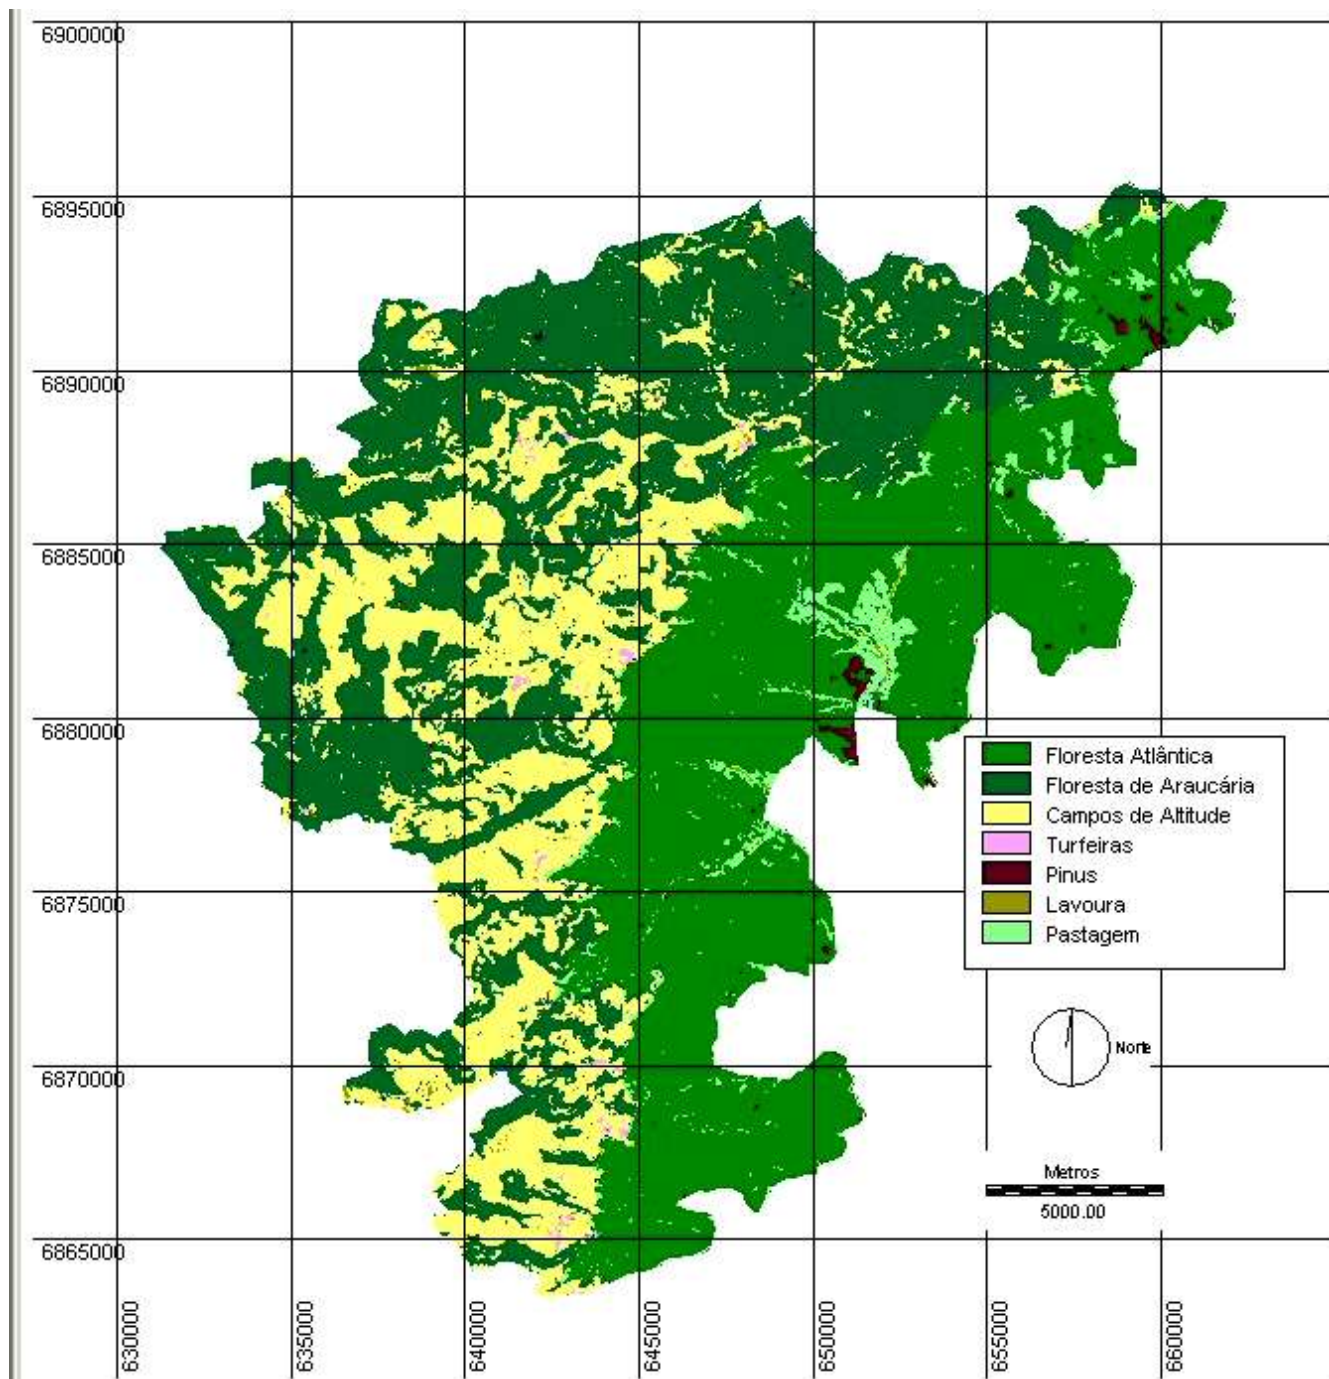 6900000
6895000
6890000
6885000
6880000
Floresta Atlântica
Floresta de Araucária
Campos de Altitude
Turfeiras
Pinus
Lavoura
Pastagem
6875000
6870000
Norte
Metros
5000.00
6865000
630000
635000
640000
645000
650000
655000
660000